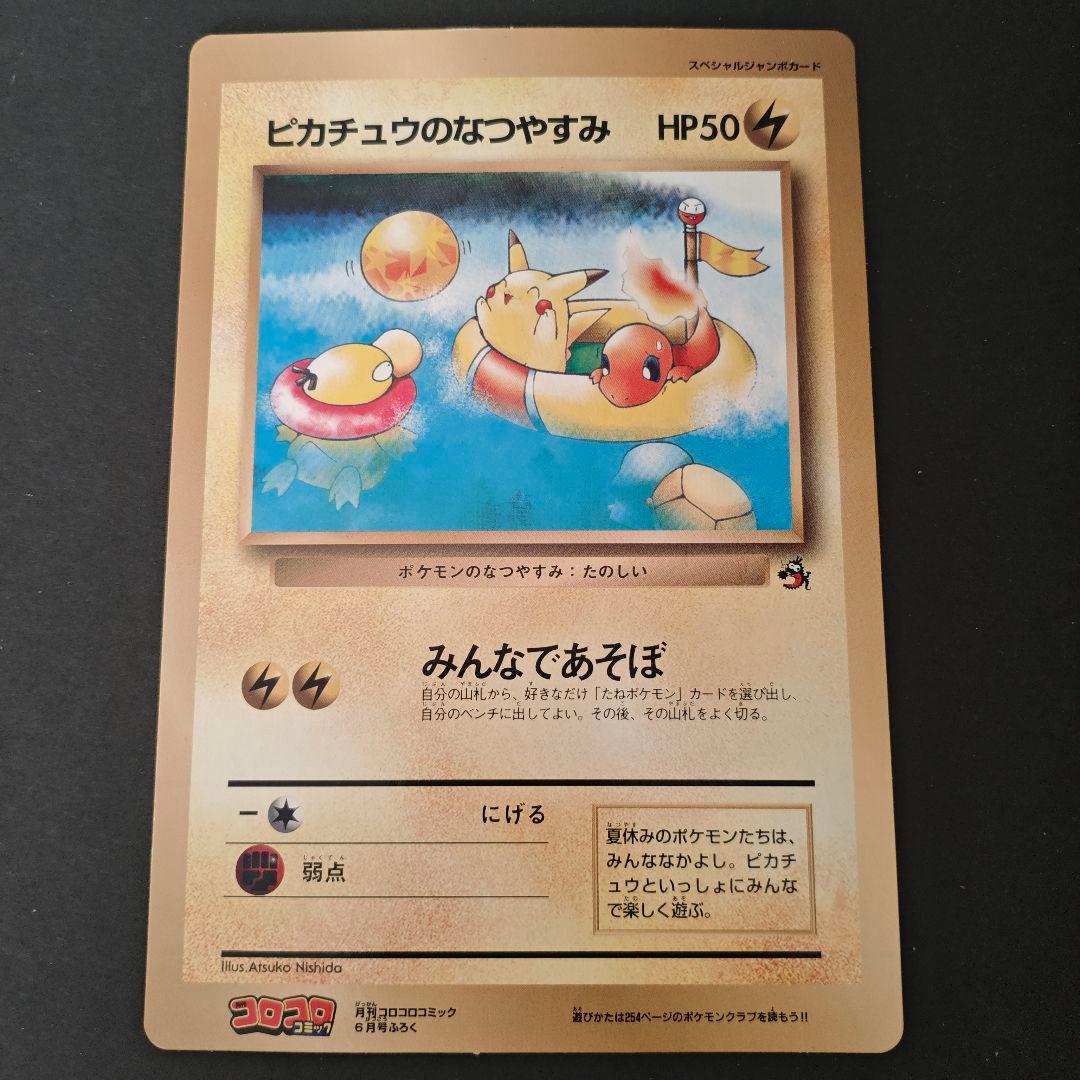 スペシャルジャンボカード
ピカチュウのなつやすみ HP50
ポケモンのなつやすみ：たのしい
みんなであそぼ
自分の山札から、好きなだけ「たねポケモン」カードを選び出し、
自分のベンチに出してよい。その後、その山札をよく切る。
− にげる
弱点
夏休みのポケモンたちは、
みんななかよし。ピカチ
ュウといっしょにみんな
で楽しく遊ぶ。
Illus.Atsuko Nishida
月刊コロコロコミック
月刊コロコロコミック
6月号ふろく
遊びかたは254ページのポケモンクラブを読もう!!